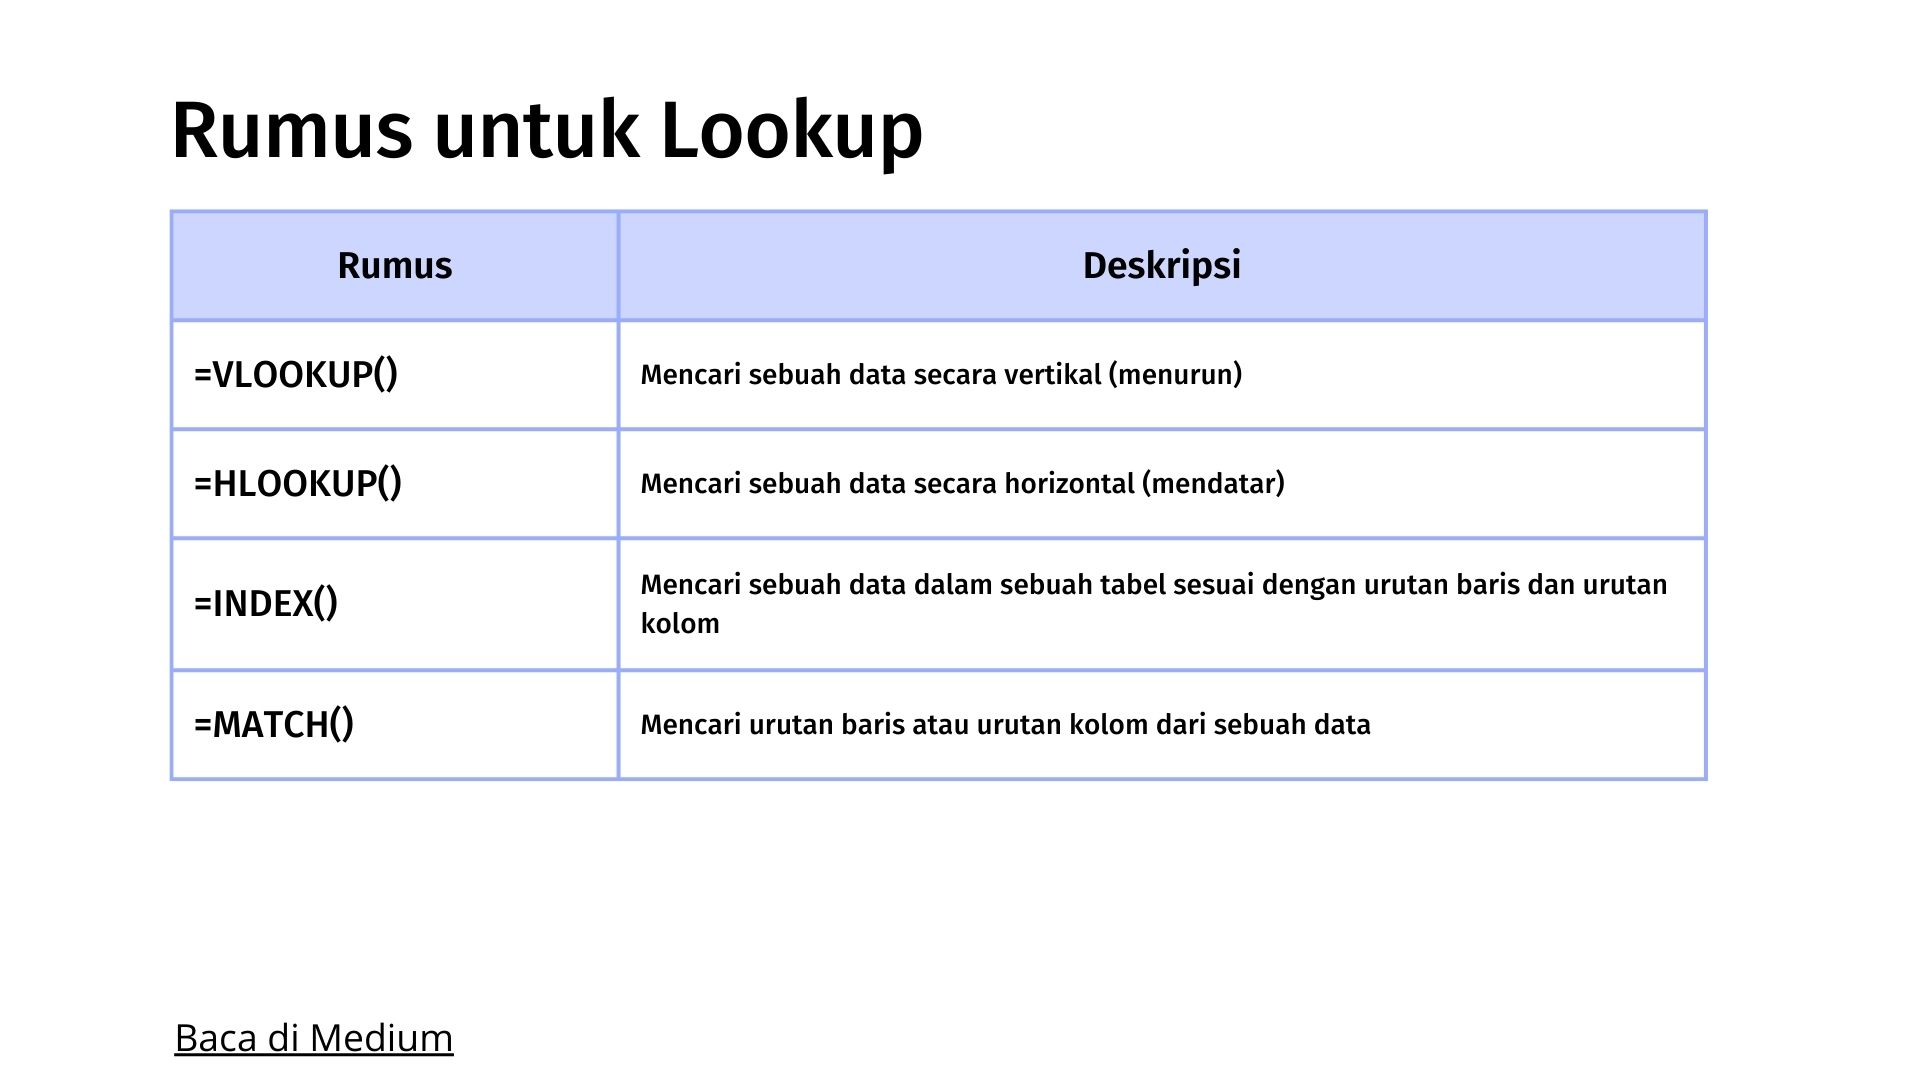 Rumus untuk Lookup
Rumus
Deskripsi
=VLOOKUP()
Mencari sebuah data secara vertikal (menurun)
=HLOOKUP()
Mencari sebuah data secara horizontal (mendatar)
=INDEX()
Mencari sebuah data dalam sebuah tabel sesuai dengan urutan baris dan urutan
kolom
=MATCH()
Mencari urutan baris atau urutan kolom dari sebuah data
Baca di Medium